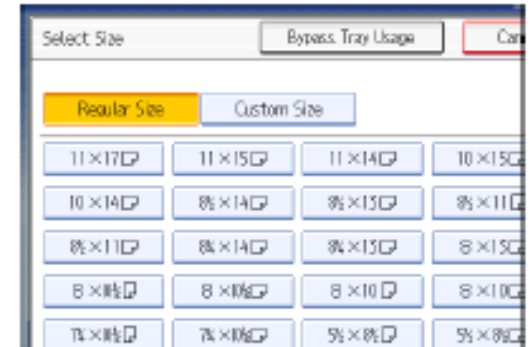 Select Size Bypass Tray Usage Can
Regular Size Custom Size
11×17 11×15 11×14 10×15
10×14 8½×14 8½×13 8½×11
8½×11 8¼×14 8¼×13 8×13
8×10½ 8×10 8×10
7¼×10½ 7¼×10½ 5½×8½ 5½×8½